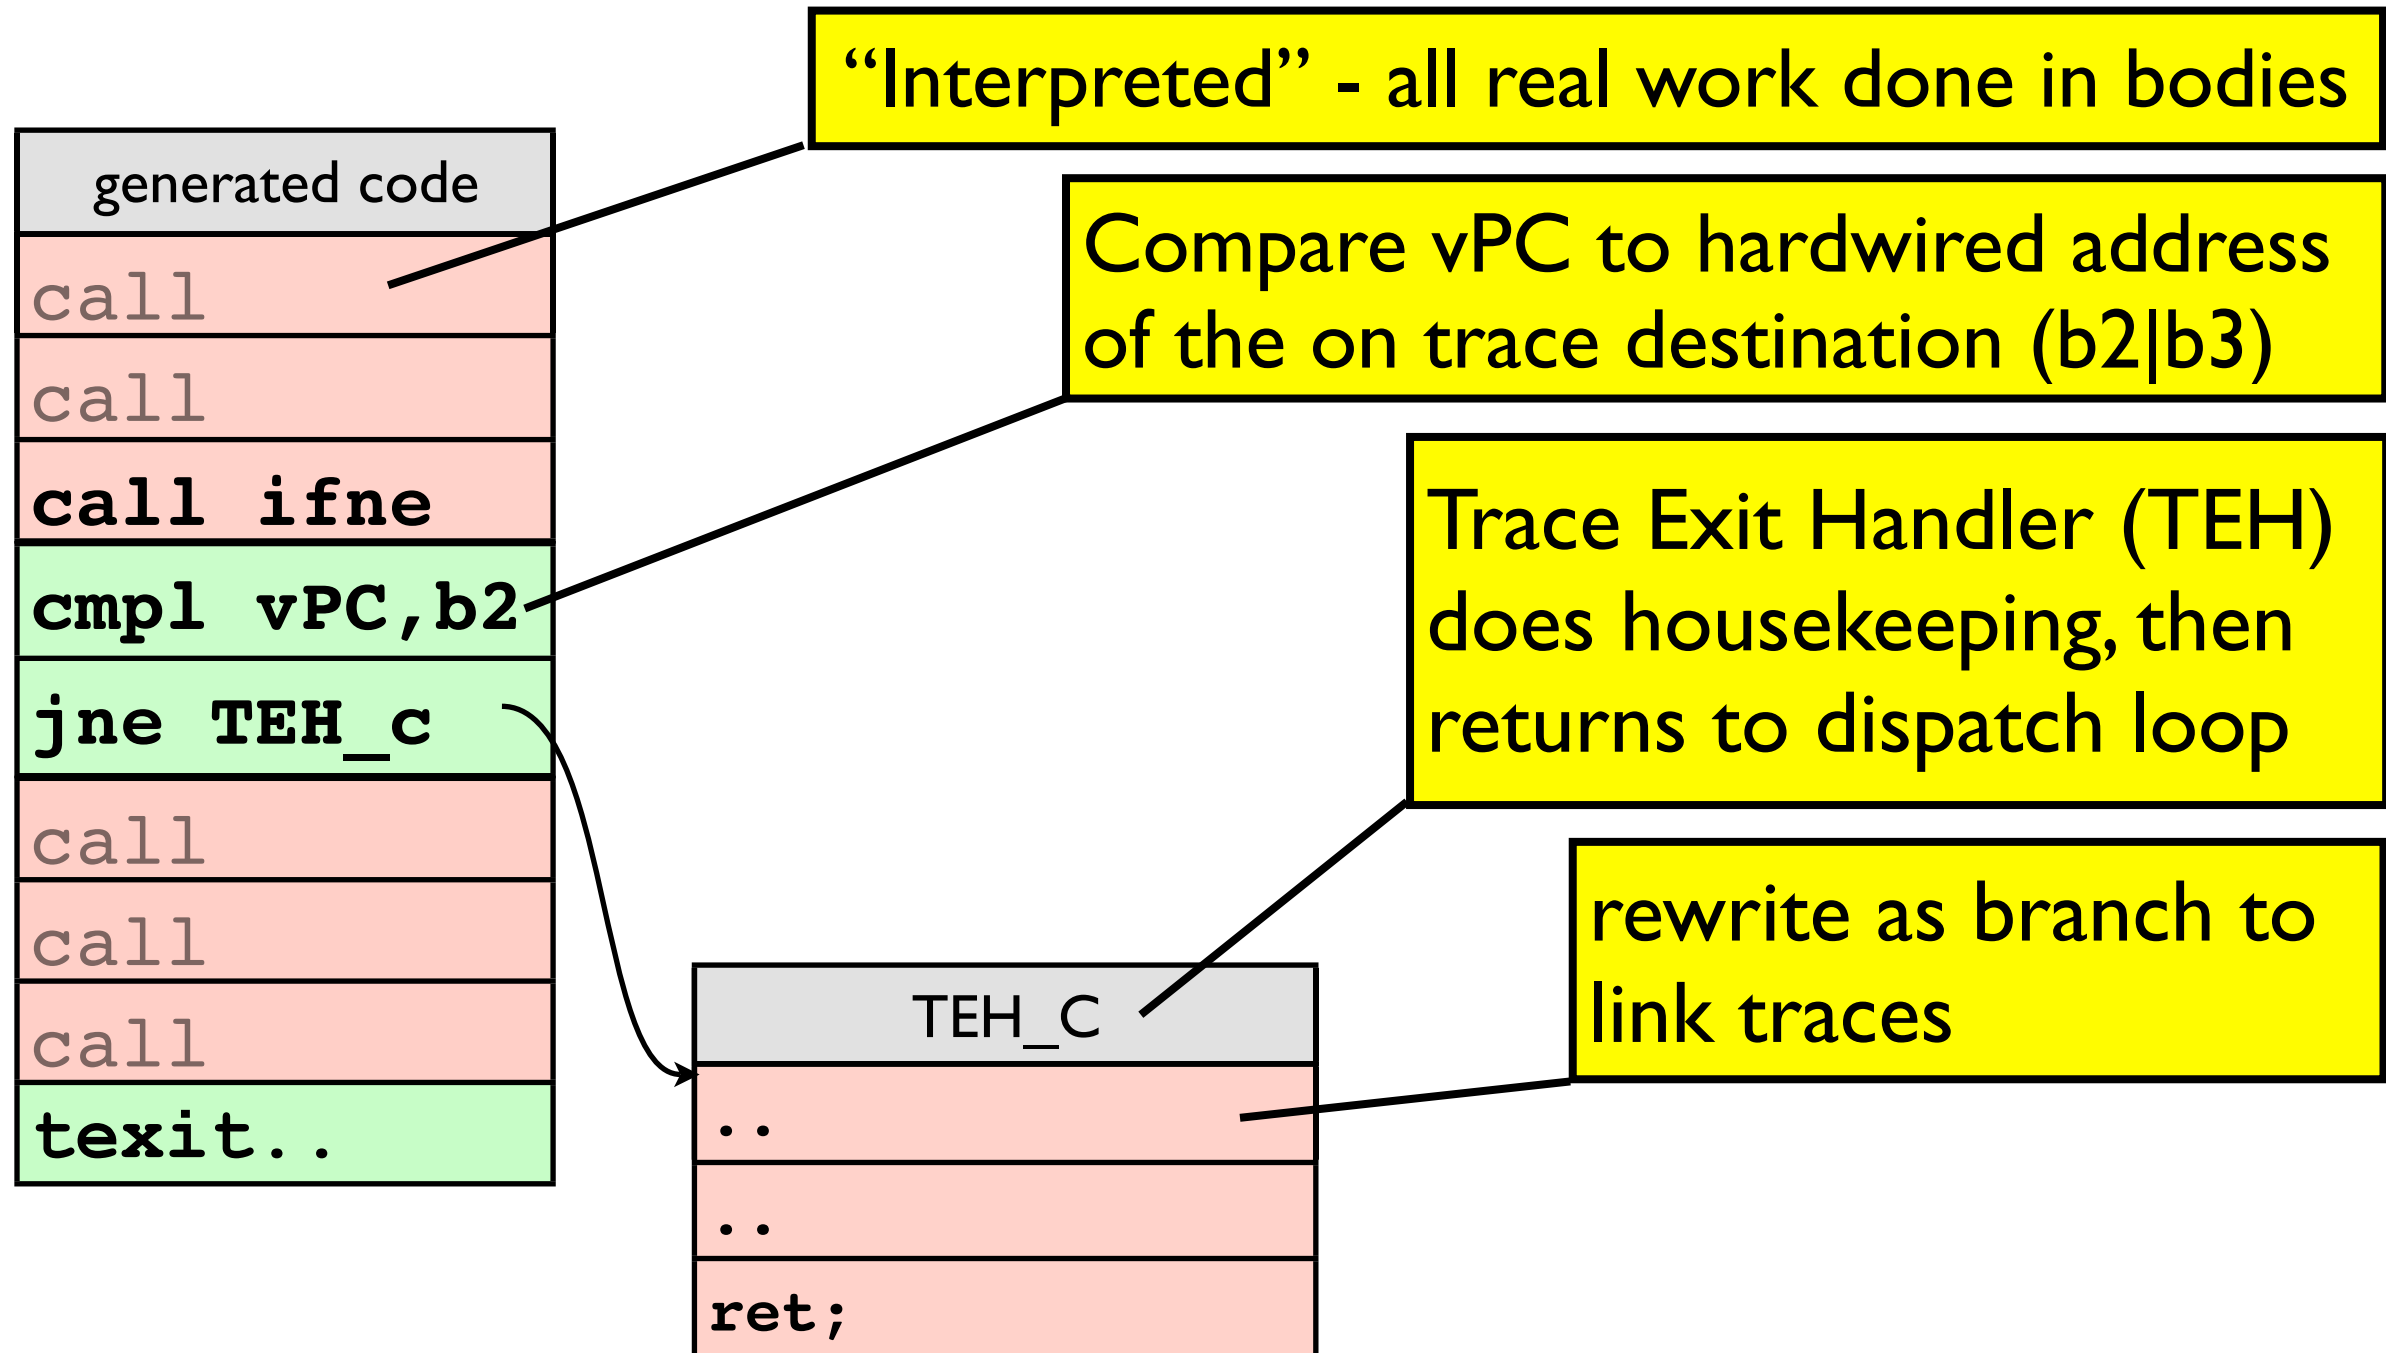 “Interpreted” - all real work done in bodies
generated code
call
call
call ifne
cmpl vPC,b2
jne TEH_c
call
call
call
texit..
Compare vPC to hardwired address
of the on trace destination (b2|b3)
Trace Exit Handler (TEH)
does housekeeping, then
returns to dispatch loop
rewrite as branch to
link traces
TEH_C
..
..
ret;